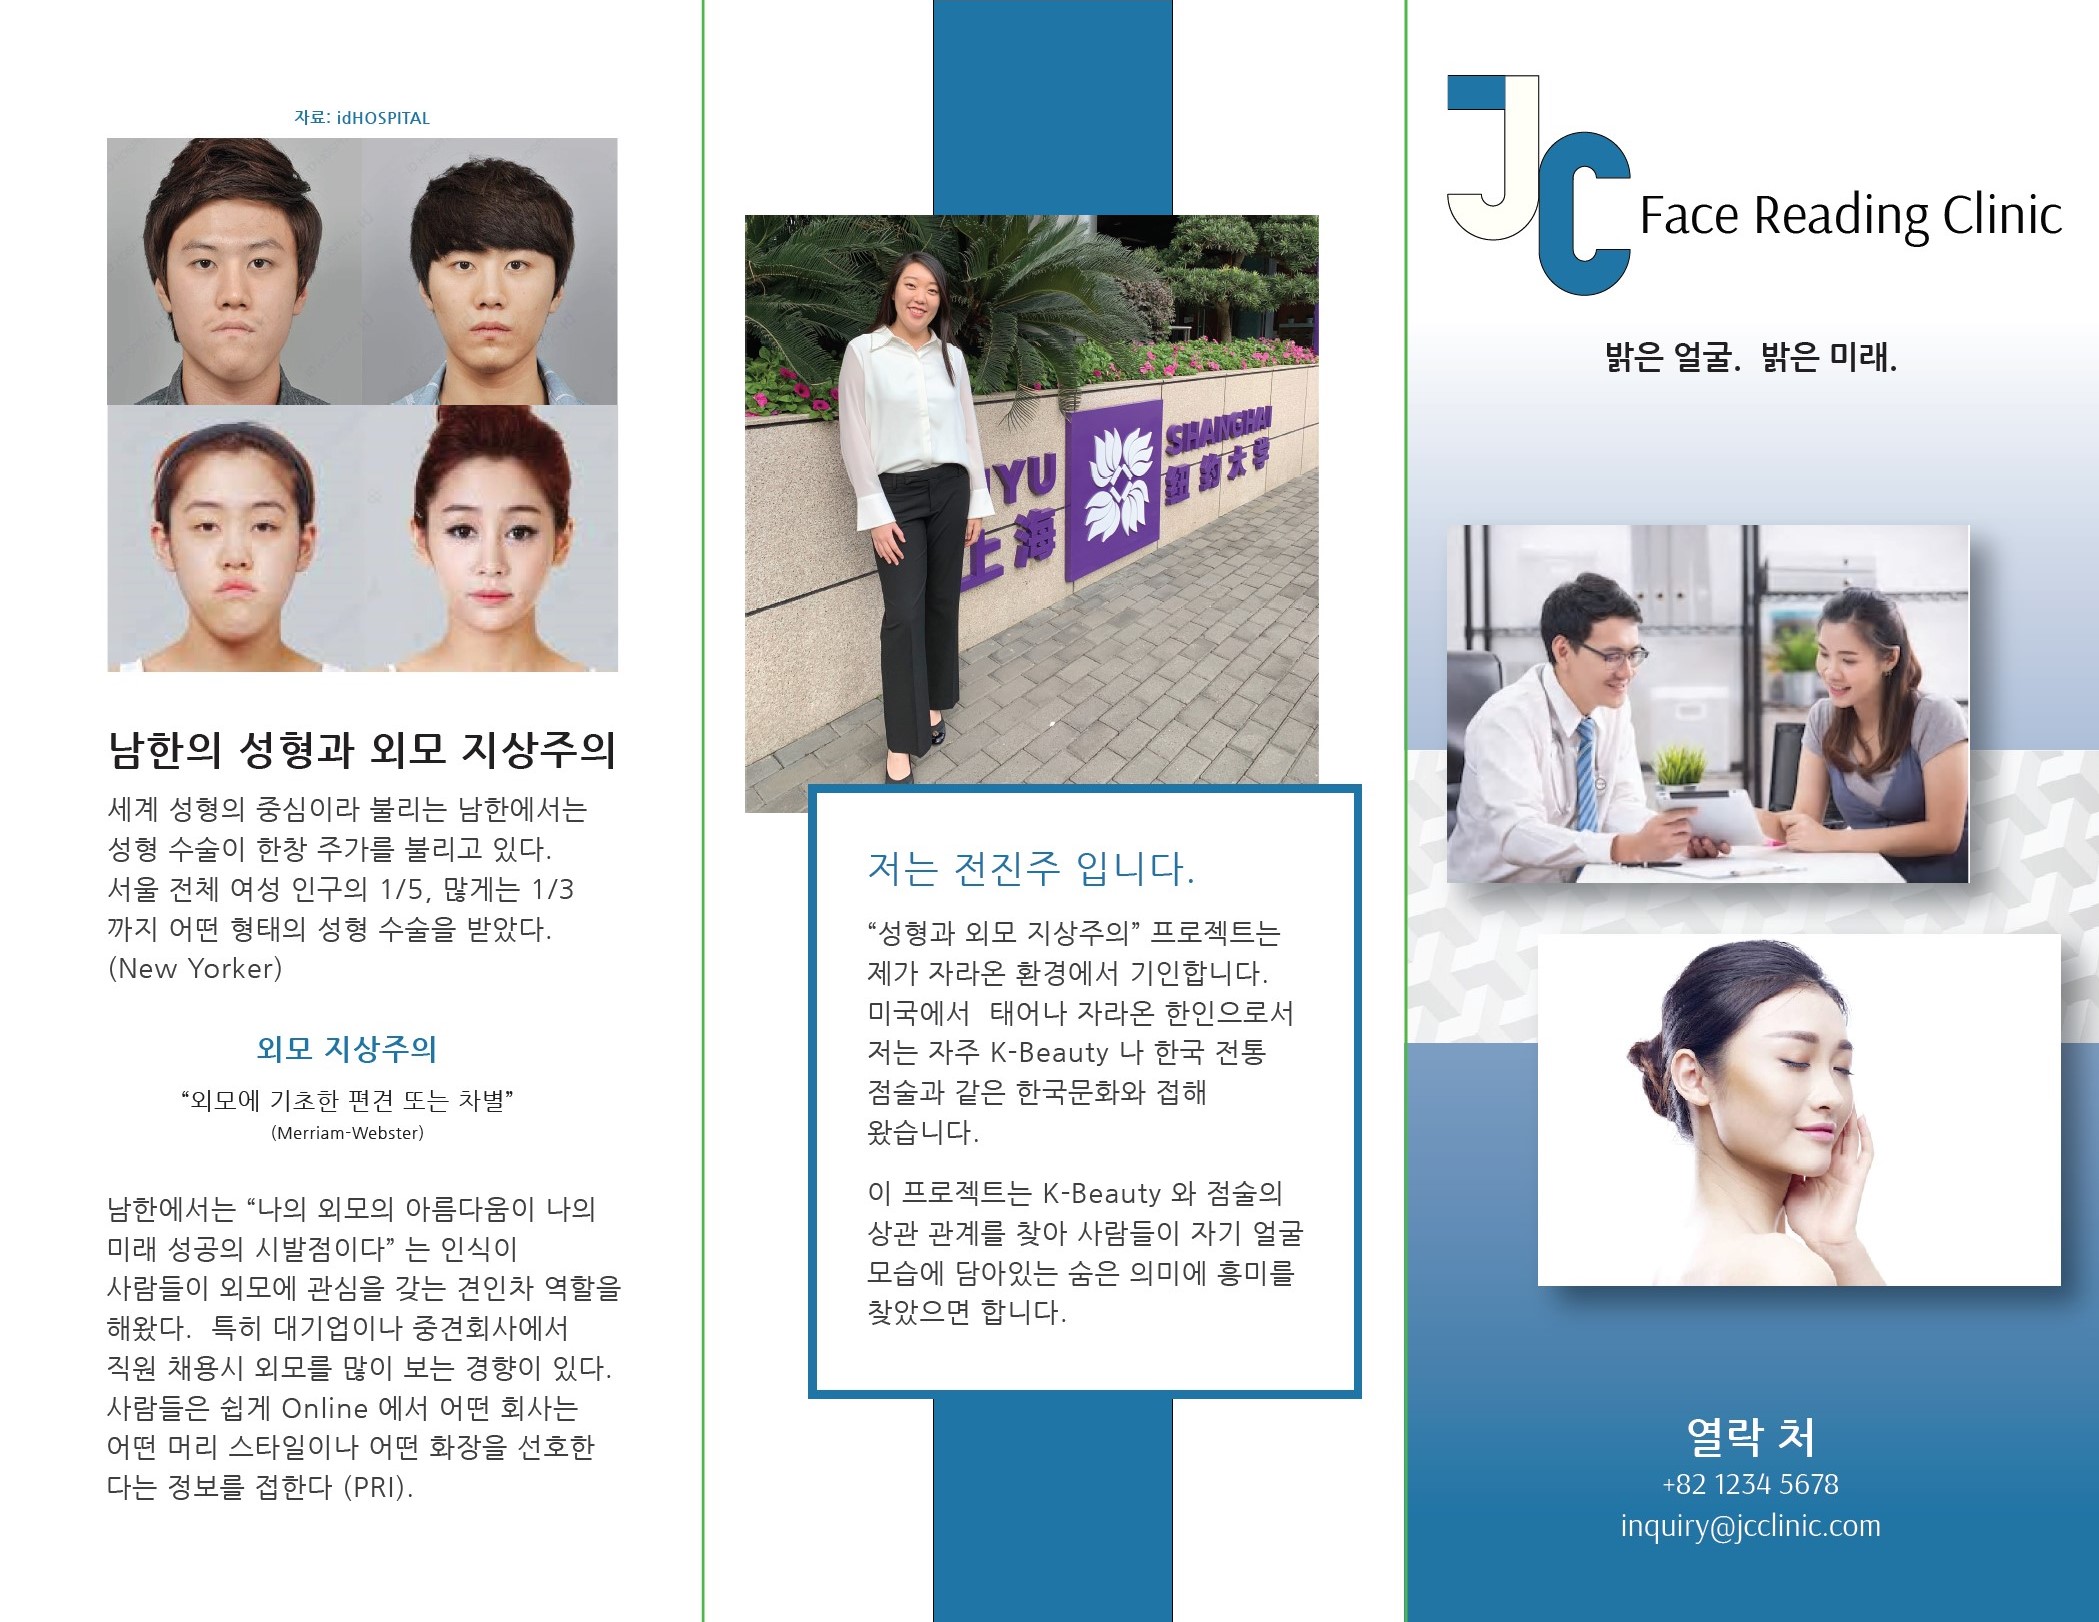 자료: idHOSPITAL
남한의 성형과 외모 지상주의
세계 성형의 중심이라 불리는 남한에서는
성형 수술이 한창 주가를 불리고 있다.
서울 전체 여성 인구의 1/5, 많게는 1/3
까지 어떤 형태의 성형 수술을 받았다.
(New Yorker)
외모 지상주의
“외모에 기초한 편견 또는 차별”
(Merriam-Webster)
남한에서는 “나의 외모의 아름다움이 나의
미래 성공의 시발점이다” 는 인식이
사람들이 외모에 관심을 갖는 견인차 역할을
해왔다. 특히 대기업이나 중견회사에서
직원 채용시 외모를 많이 보는 경향이 있다.
사람들은 쉽게 Online 에서 어떤 회사는
어떤 머리 스타일이나 어떤 화장을 선호한
다는 정보를 접한다 (PRI).
NYU
上海
SHANGHAI
紐約大學
저는 전진주 입니다.
“성형과 외모 지상주의” 프로젝트는
제가 자라온 환경에서 기인합니다.
미국에서 태어나 자라온 한인으로서
저는 자주 K-Beauty 나 한국 전통
점술과 같은 한국문화와 접해
왔습니다.
이 프로젝트는 K-Beauty 와 점술의
상관 관계를 찾아 사람들이 자기 얼굴
모습에 담아있는 숨은 의미에 흥미를
찾았으면 합니다.
JC
Face Reading Clinic
밝은 얼굴. 밝은 미래.
열락 처
+82 1234 5678
inquiry@jcclinic.com